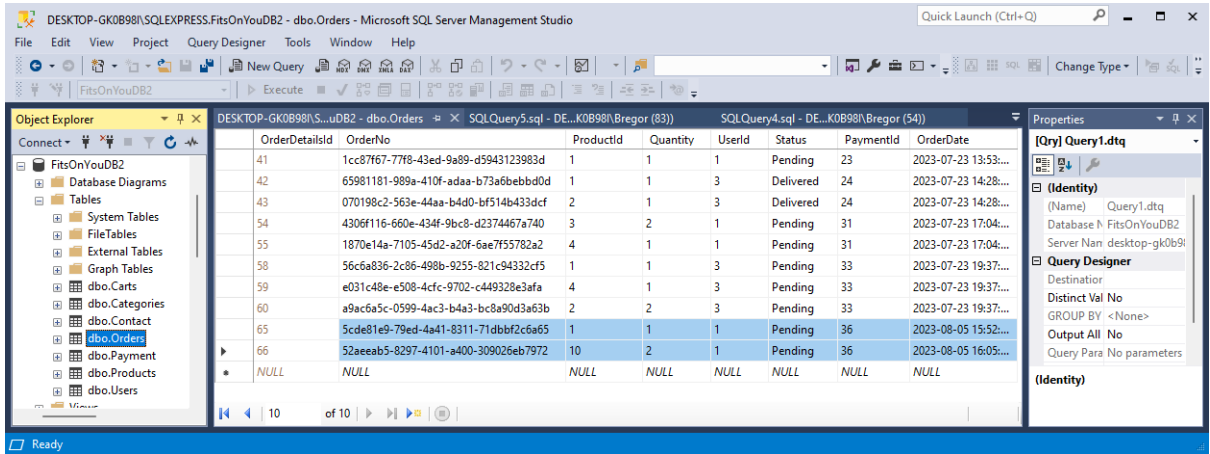 DESKTOP-GK0B98I\SQLEXPRESS.FitsOnYouDB2 - dbo.Orders - Microsoft SQL Server Management Studio
Quick Launch (Ctrl+Q)
File Edit View Project Query Designer Tools Window Help
New Query MDX DMX XMLA DAX SQL Change Type
FitsOnYouDB2 Execute
Object Explorer
Connect
FitsOnYouDB2
Database Diagrams
Tables
System Tables
FileTables
External Tables
Graph Tables
dbo.Carts
dbo.Categories
dbo.Contact
dbo.Orders
dbo.Payment
dbo.Products
dbo.Users
Views
DESKTOP-GK0B98I\S...uDB2 - dbo.Orders SQLQuery5.sql - DE...K0B98I\Bregor (83)) SQLQuery4.sql - DE...K0B98I\Bregor (54))
OrderDetailsId OrderNo ProductId Quantity UserId Status PaymentId OrderDate
41 1cc87f67-77f8-43ed-9a89-d5943123983d 1 1 1 Pending 23 2023-07-23 13:53:...
42 65981181-989a-410f-adaa-b73a6bebbd0d 1 1 3 Delivered 24 2023-07-23 14:28:...
43 070198c2-563e-44aa-b4d0-bf514b433dcf 2 1 3 Delivered 24 2023-07-23 14:28:...
54 4306f116-660e-434f-9bc8-d2374467a740 3 2 1 Pending 31 2023-07-23 17:04:...
55 1870e14a-7105-45d2-a20f-6ae7f55782a2 4 1 1 Pending 31 2023-07-23 17:04:...
58 56c6a836-2c86-498b-9255-821c94332cf5 1 1 3 Pending 33 2023-07-23 19:37:...
59 e031c48e-e508-4cfc-9702-c449328e3afa 4 1 3 Pending 33 2023-07-23 19:37:...
60 a9ac6a5c-0599-4ac3-b4a3-bc8a90d3a63b 2 2 3 Pending 33 2023-07-23 19:37:...
65 5cde81e9-79ed-4a41-8311-71dbbf2c6a65 1 1 1 Pending 36 2023-08-05 15:52:...
66 52aeeab5-8297-4101-a400-309026eb7972 10 2 1 Pending 36 2023-08-05 16:05:...
NULL NULL NULL NULL NULL NULL NULL NULL
10 of 10
Properties
[Qry] Query1.dtq
(Identity)
(Name) Query1.dtq
Database N FitsOnYouDB2
Server Nam desktop-gk0b98
Query Designer
Destination
Distinct Val No
GROUP BY <None>
Output All No
Query Para No parameters
(Identity)
Ready